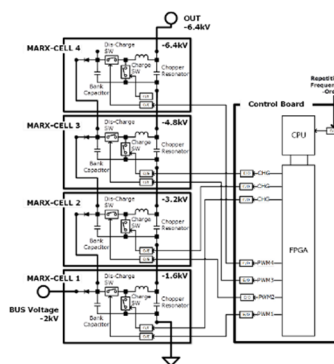 OUT
-6.4kV
MARX-CELL 4
Dis-Charge
SW
-6.4kV
Charge
SW
Chopper
Resonator
Bank
Capacitor
MARX-CELL 3
Dis-Charge
SW
-4.8kV
Charge
SW
Chopper
Resonator
Bank
Capacitor
MARX-CELL 2
Dis-Charge
SW
-3.2kV
Charge
SW
Chopper
Resonator
Bank
Capacitor
MARX-CELL 1
Dis-Charge
SW
-1.6kV
Charge
SW
Chopper
Resonator
Bank
Capacitor
BUS Voltage
-2kV
Control Board
CPU
FPGA
CHG
CHG
CHG
PWM4
PWM3
PWM2
PWM1